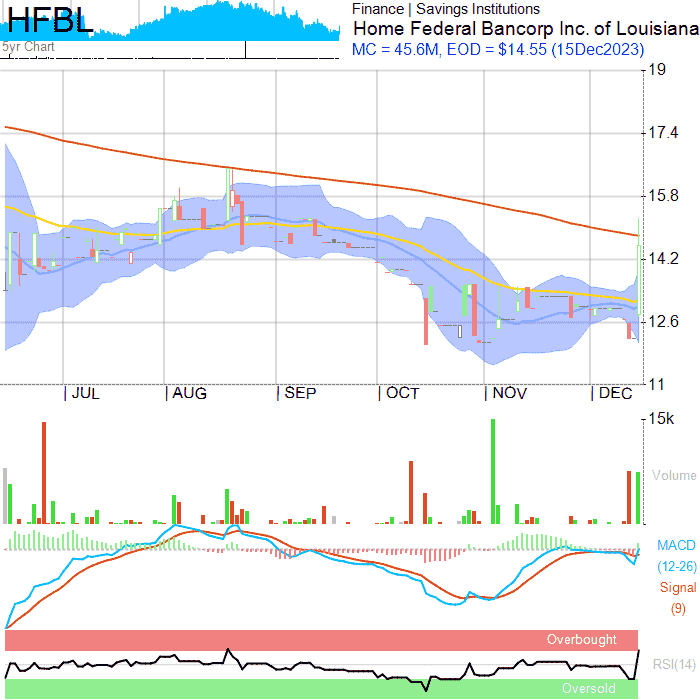 HFBL
5yr Chart
Finance | Savings Institutions
Home Federal Bancorp Inc. of Louisiana
MC = 45.6M, EOD = $14.55 (15Dec2023)
19
17.4
15.8
14.2
12.6
11
JUL
AUG
SEP
OCT
NOV
DEC
15k
Volume
MACD
(12-26)
Signal
(9)
Overbought
RSI(14)
Oversold